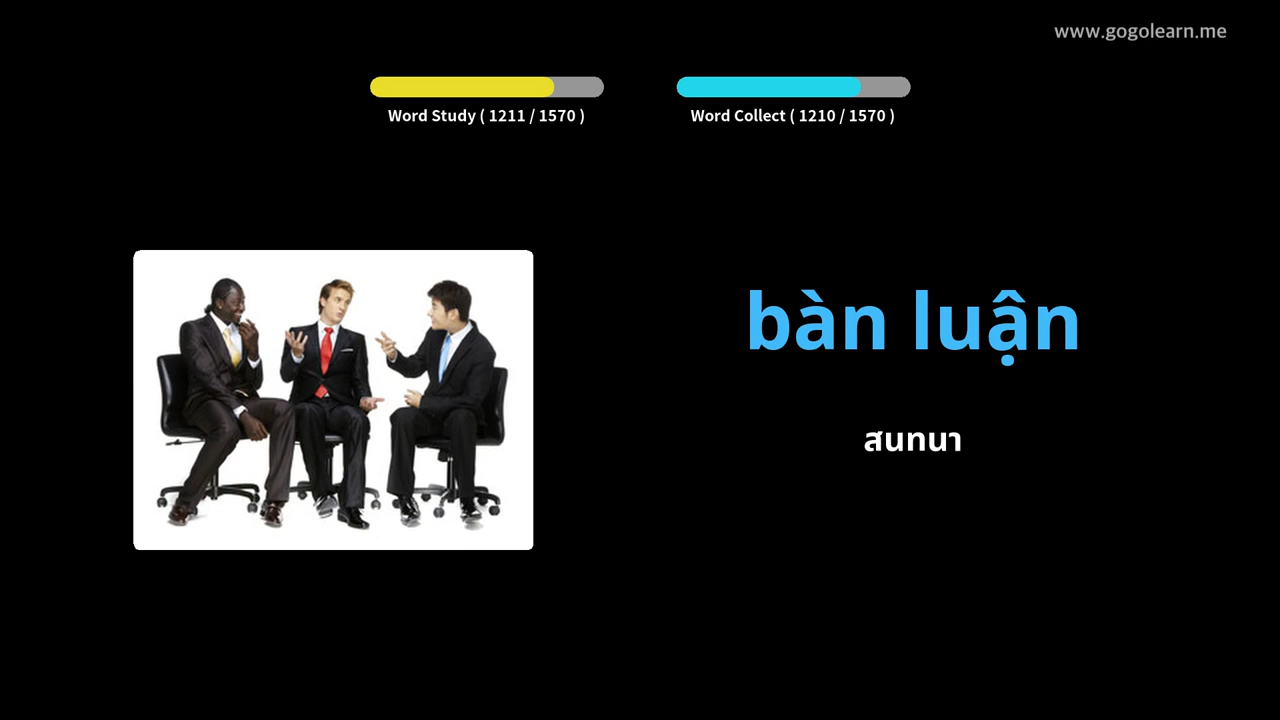 www.gogolearn.me
Word Study ( 1211 / 1570 )
Word Collect ( 1210 / 1570 )
bàn luận
สนทนา